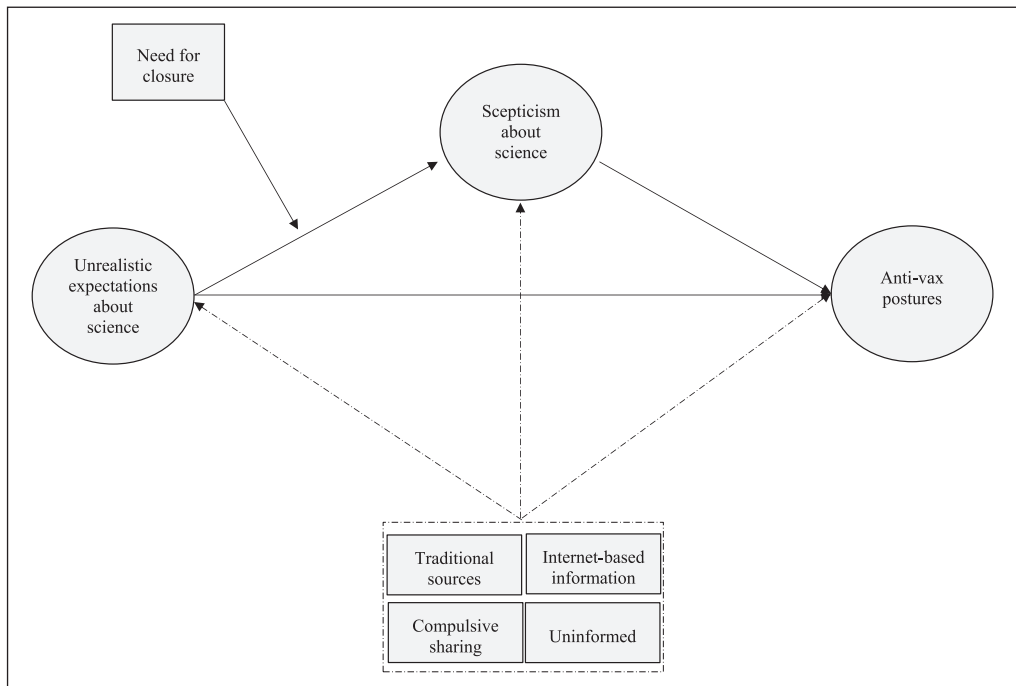 Need for
closure
Scepticism
about
science
Unrealistic
expectations
about
science
Anti-vax
postures
Traditional
sources
Internet-based
information
Compulsive
sharing
Uninformed